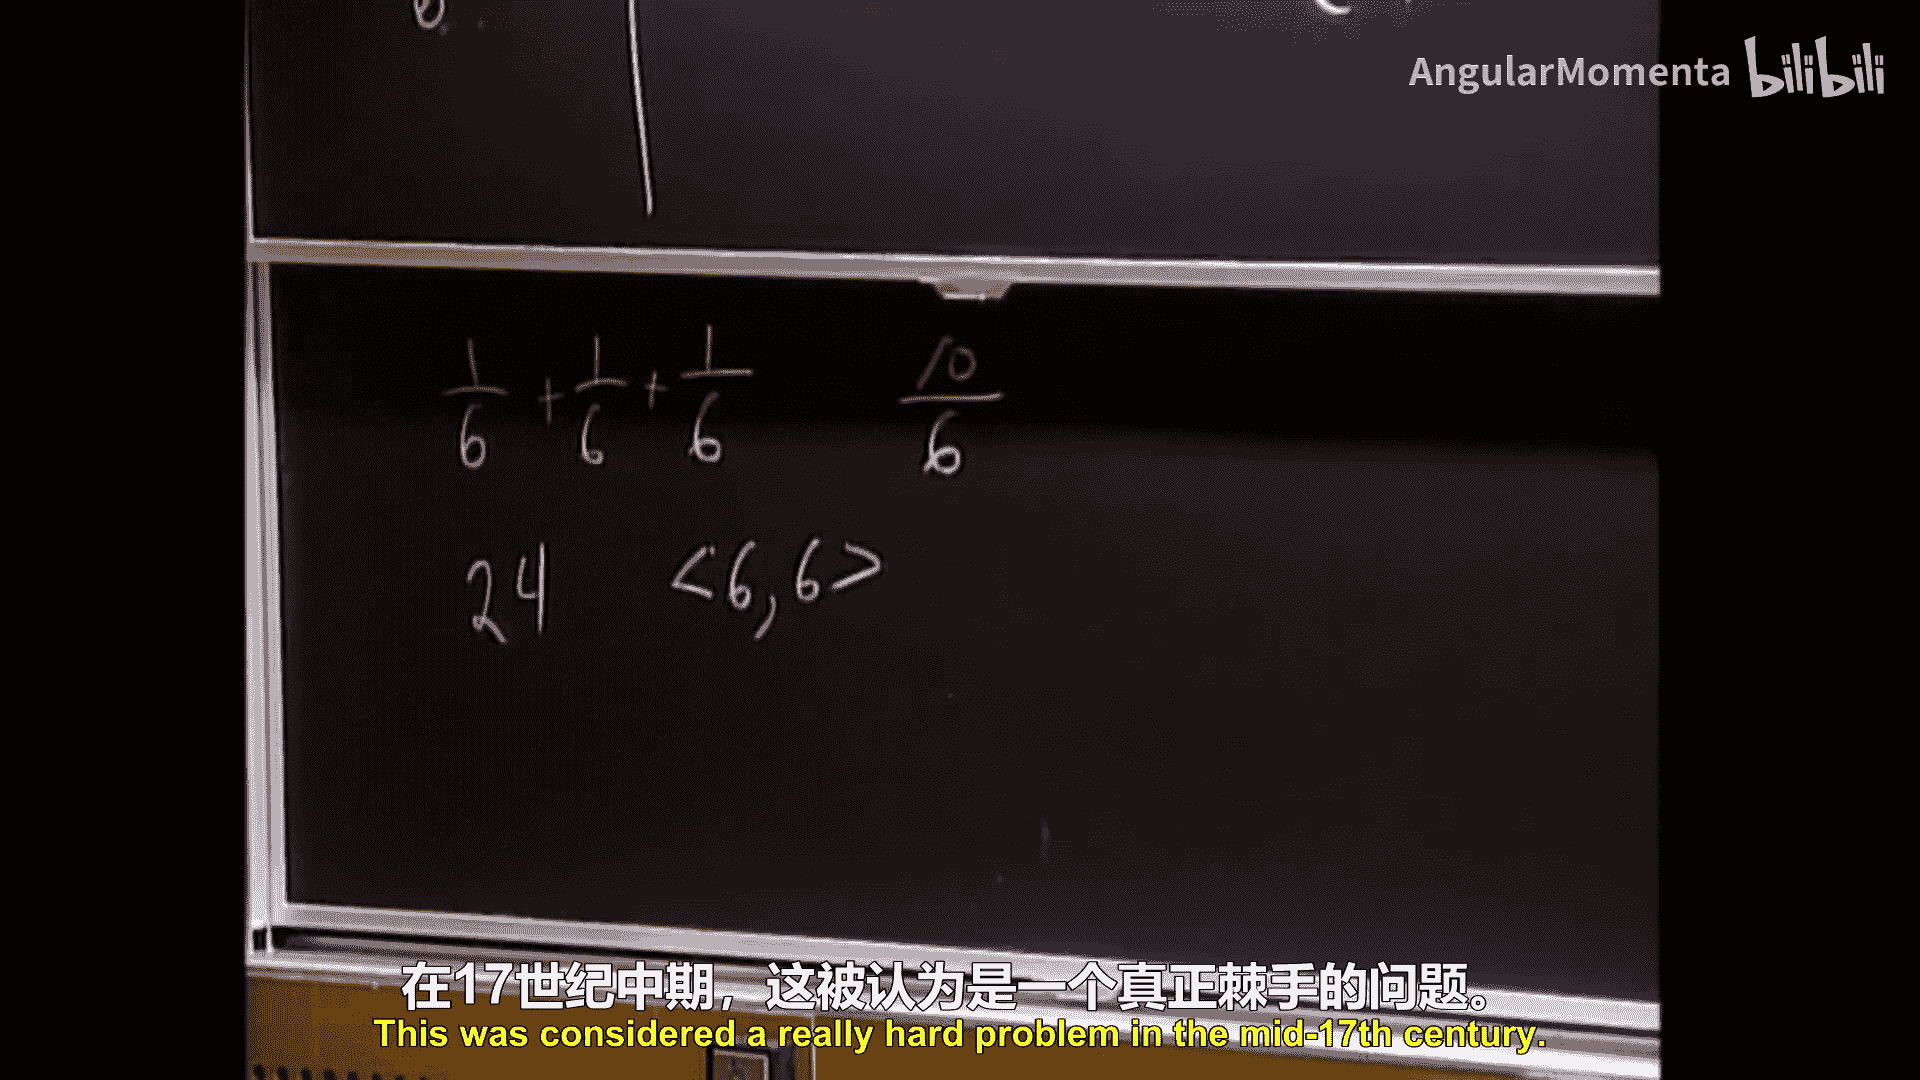 AngularMomenta bilibili
1/6 + 1/6 + 1/6 10/6
24 <6,6>
在17世纪中期，这被认为是一个真正棘手的问题。
This was considered a really hard problem in the mid-17th century.